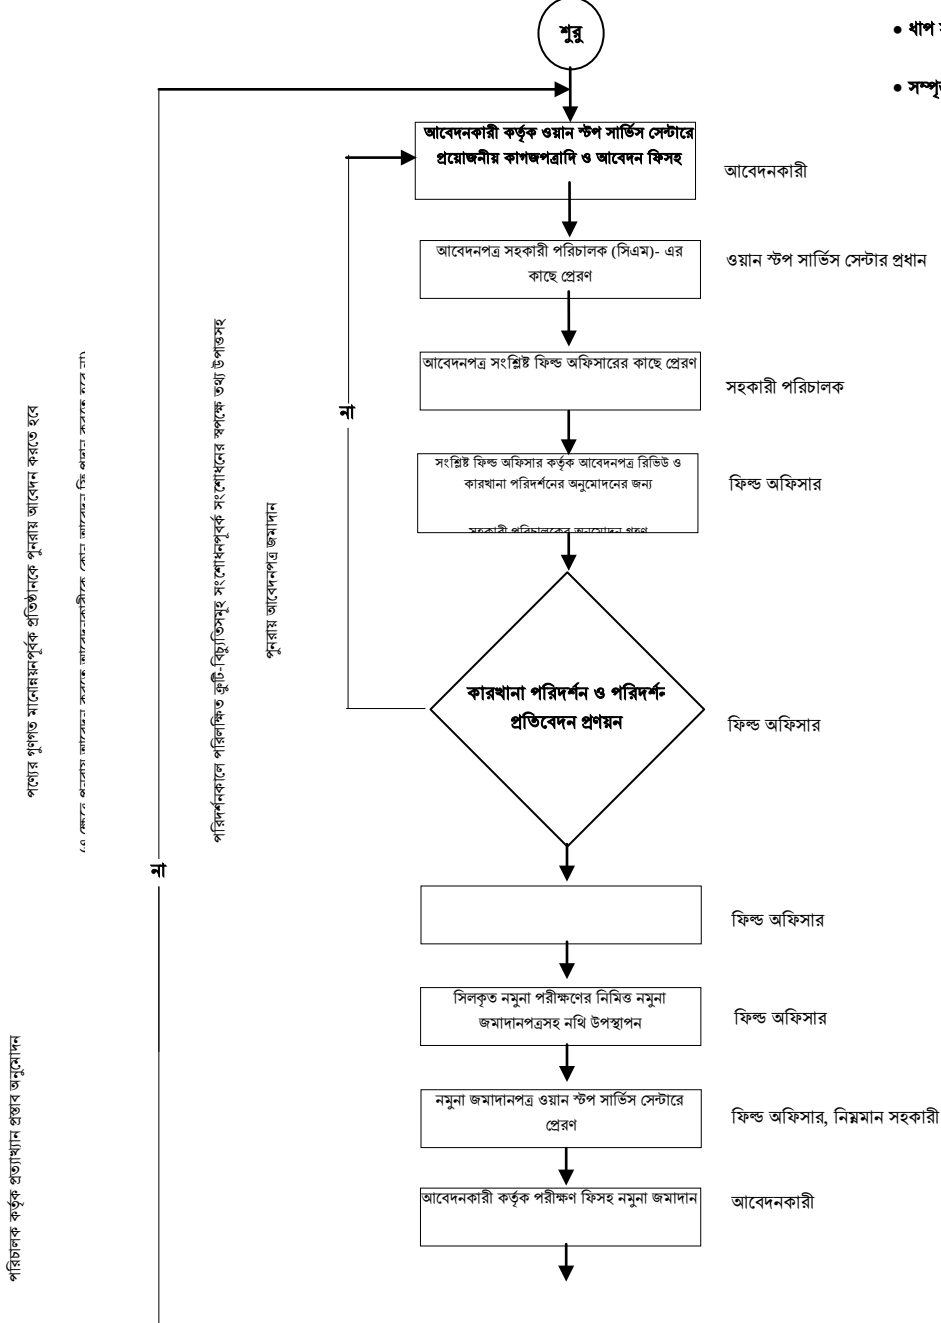 শুরু
• ধাপ
• সম্পৃ
আবেদনকারী কর্তৃক ওয়ান স্টপ সার্ভিস সেন্টারে
প্রয়োজনীয় কাগজপত্রাদি ও আবেদন ফিসহ
আবেদনকারী
আবেদনপত্র সহকারী পরিচালক (সিএম)- এর
কাছে প্রেরণ
ওয়ান স্টপ সার্ভিস সেন্টার প্রধান
আবেদনপত্র সংশ্লিষ্ট ফিল্ড অফিসারের কাছে প্রেরণ
সহকারী পরিচালক
না
সংশ্লিষ্ট ফিল্ড অফিসার কর্তৃক আবেদনপত্র রিভিউ ও
কারখানা পরিদর্শনের অনুমোদনের জন্য
সহকারী পরিচালকের অনুমোদন গ্রহণ
ফিল্ড অফিসার
পণ্যের গুণগত মানোন্নয়নপূর্বক প্রতিষ্ঠানকে পুনরায় আবেদন করতে হবে
পরিদর্শনকালে পরিলক্ষিত ত্রুটি-বিচ্যুতিসমূহ সংশোধনপূর্বক সংশোধনের স্বপক্ষে তথ্য উপাত্তসহ
পুনরায় আবেদনপত্র জমাদান
কারখানা পরিদর্শন ও পরিদর্শন
প্রতিবেদন প্রণয়ন
ফিল্ড অফিসার
না
ফিল্ড অফিসার
সিলকৃত নমুনা পরীক্ষণের নিমিত্ত নমুনা
জমাদানপত্রসহ নথি উপস্থাপন
ফিল্ড অফিসার
নমুনা জমাদানপত্র ওয়ান স্টপ সার্ভিস সেন্টারে
প্রেরণ
ফিল্ড অফিসার, নিম্নমান সহকারী
পরিচালক কর্তৃক প্রত্যাখ্যান প্রস্তাব অনুমোদন
আবেদনকারী কর্তৃক পরীক্ষণ ফিসহ নমুনা জমাদান
আবেদনকারী